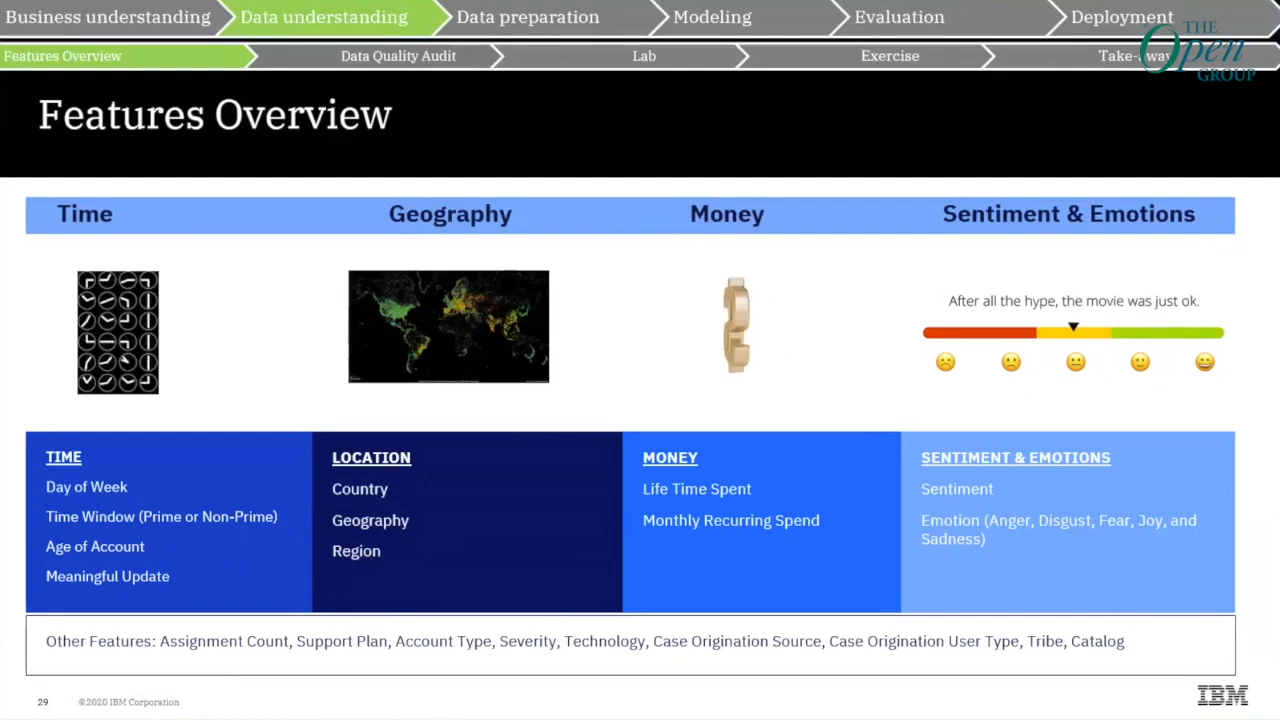 Business understanding
Data understanding
Data preparation
Modeling
Evaluation
Deployment
Features Overview
Data Quality Audit
Lab
Exercise
Take-away
THE
Open
GROUP
Features Overview
Time
Geography
Money
Sentiment & Emotions
After all the hype, the movie was just ok.
TIME
Day of Week
Time Window (Prime or Non-Prime)
Age of Account
Meaningful Update
LOCATION
Country
Geography
Region
MONEY
Life Time Spent
Monthly Recurring Spend
SENTIMENT & EMOTIONS
Sentiment
Emotion (Anger, Disgust, Fear, Joy, and
Sadness)
Other Features: Assignment Count, Support Plan, Account Type, Severity, Technology, Case Origination Source, Case Origination User Type, Tribe, Catalog
29
©2020 IBM Corporation
IBM